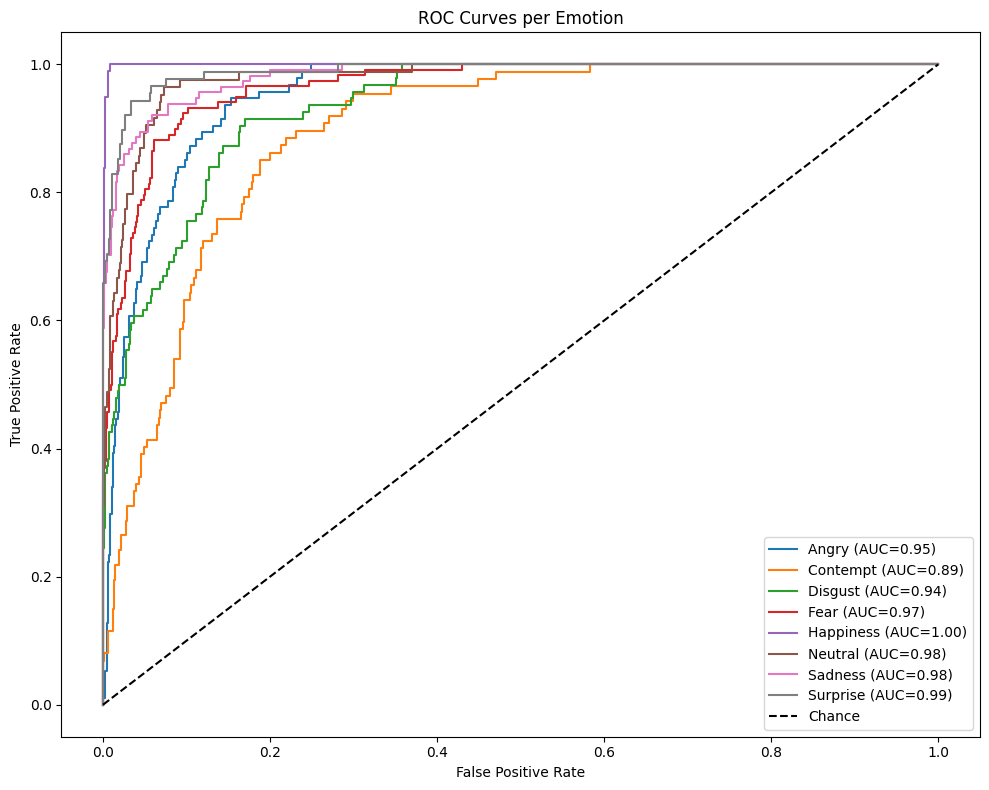 ROC Curves per Emotion
True Positive Rate
1.0
0.8
0.6
0.4
0.2
0.0
0.0 0.2 0.4 0.6 0.8 1.0
False Positive Rate
Angry (AUC=0.95)
Contempt (AUC=0.89)
Disgust (AUC=0.94)
Fear (AUC=0.97)
Happiness (AUC=1.00)
Neutral (AUC=0.98)
Sadness (AUC=0.98)
Surprise (AUC=0.99)
Chance